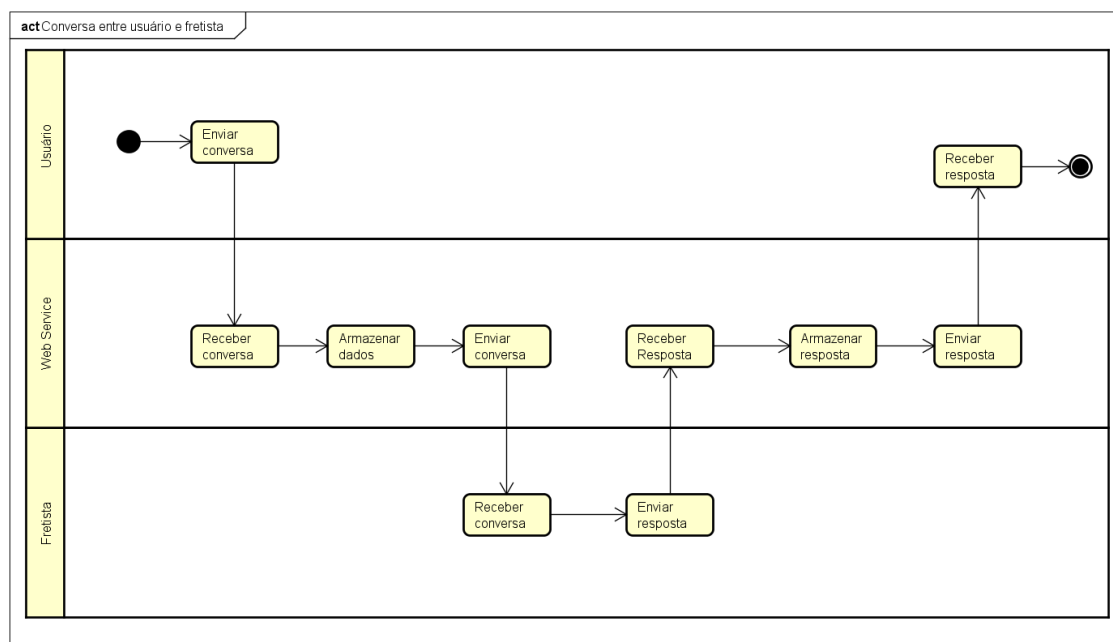 act Conversa entre usuário e fretista
Usuário
Enviar
conversa
Receber
resposta
Web Service
Receber
conversa
Armazenar
dados
Enviar
conversa
Receber
Resposta
Armazenar
resposta
Enviar
resposta
Fretista
Receber
conversa
Enviar
resposta